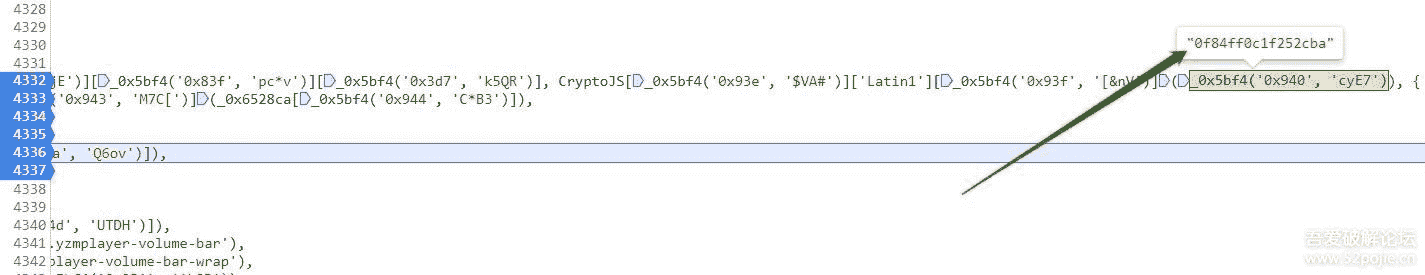 4328
4329
4330
"0f84ff0c1f252cba"
4331
4332 jE')][_0x5bf4('0x83f', 'pc*v')][_0x5bf4('0x3d7', 'k5QR')], CryptoJS[_0x5bf4('0x93e', '$VA#')]['Latin1'][_0x5bf4('0x93f', '[&nV')](_0x5bf4('0x940', 'cyE7')), {
4333 '0x943', 'M7C[')](_0x6528ca[_0x5bf4('0x944', 'C*B3')]),
4334
4335
4336 a', 'Q6ov')]),
4337
4338
4339
4340 4d', 'UTDH')]),
4341 .yzmplayer-volume-bar'),
4342 player-volume-bar-wrap'),
吾爱破解论坛
www.52pojie.cn